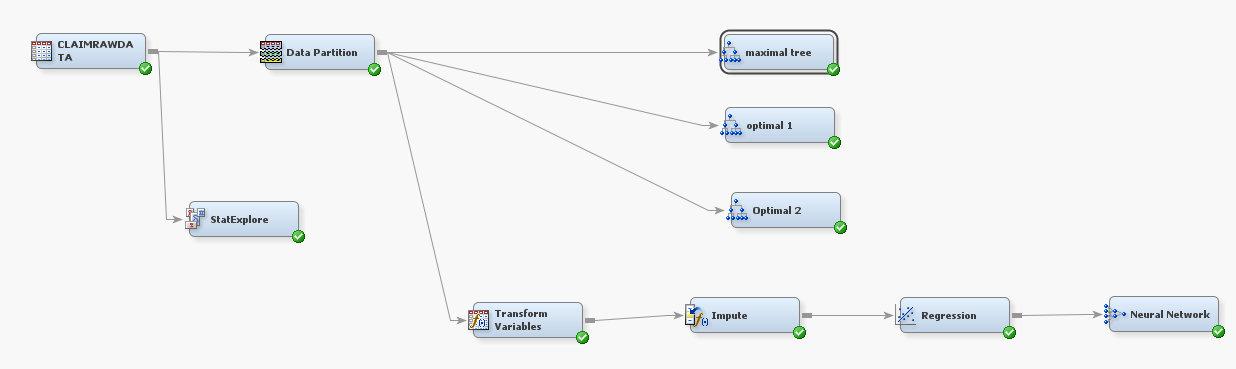 CLAIMRAWDA
TA
Data Partition
maximal tree
optimal 1
Optimal 2
StatExplore
Transform
Variables
Impute
Regression
Neural Network